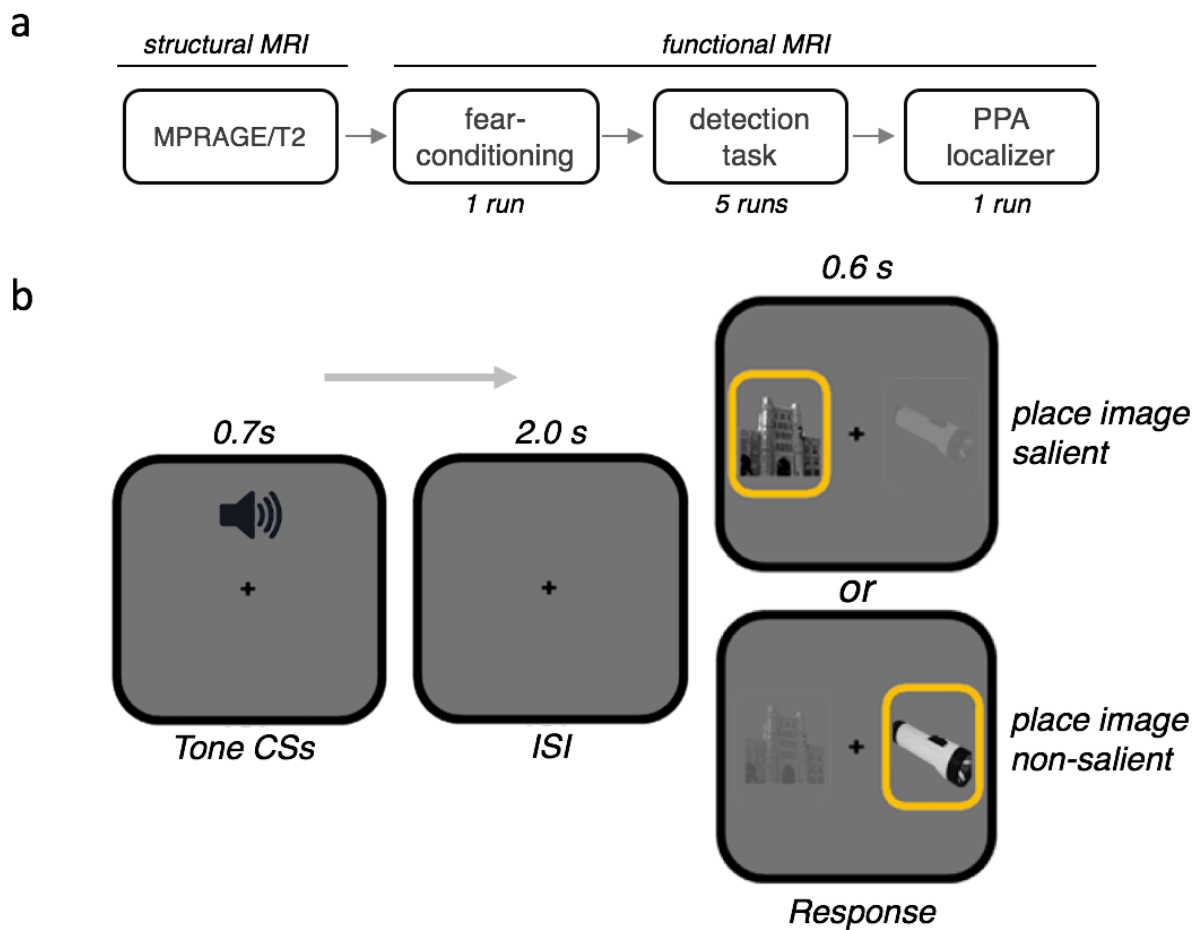 a
structural MRI
functional MRI
MPRAGE/T2
fear-
conditioning
detection
task
PPA
localizer
1 run
5 runs
1 run
b
0.6 s
0.7s
2.0 s
place image
salient
or
Tone CSs
ISI
place image
non-salient
Response